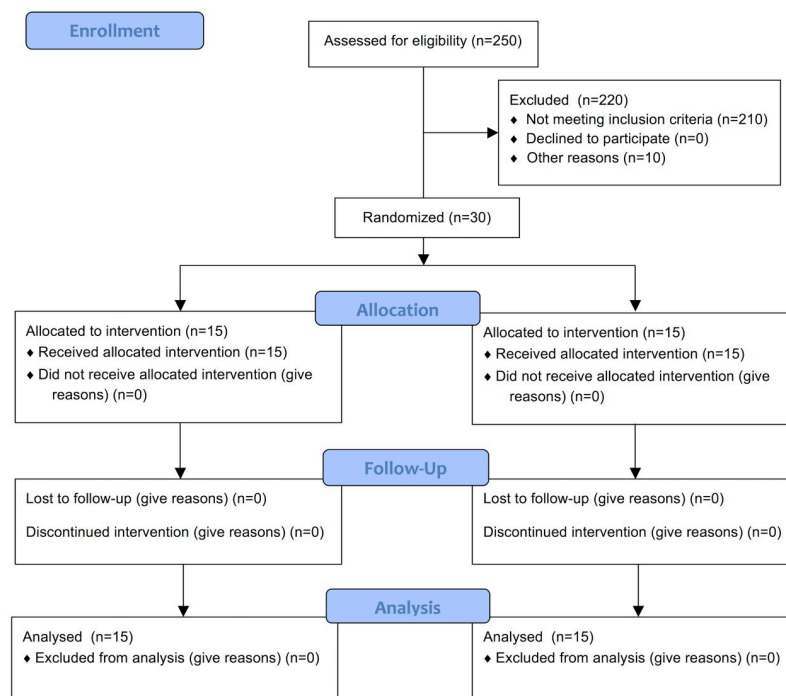 Enrollment
Assessed for eligibility (n=250)
Excluded (n=220)
♦ Not meeting inclusion criteria (n=210)
♦ Declined to participate (n=0)
♦ Other reasons (n=10)
Randomized (n=30)
Allocation
Allocated to intervention (n=15)
♦ Received allocated intervention (n=15)
♦ Did not receive allocated intervention (give
reasons) (n=0)
Allocated to intervention (n=15)
♦ Received allocated intervention (n=15)
♦ Did not receive allocated intervention (give
reasons) (n=0)
Follow-Up
Lost to follow-up (give reasons) (n=0)
Discontinued intervention (give reasons) (n=0)
Lost to follow-up (give reasons) (n=0)
Discontinued intervention (give reasons) (n=0)
Analysis
Analysed (n=15)
♦ Excluded from analysis (give reasons) (n=0)
Analysed (n=15)
♦ Excluded from analysis (give reasons) (n=0)